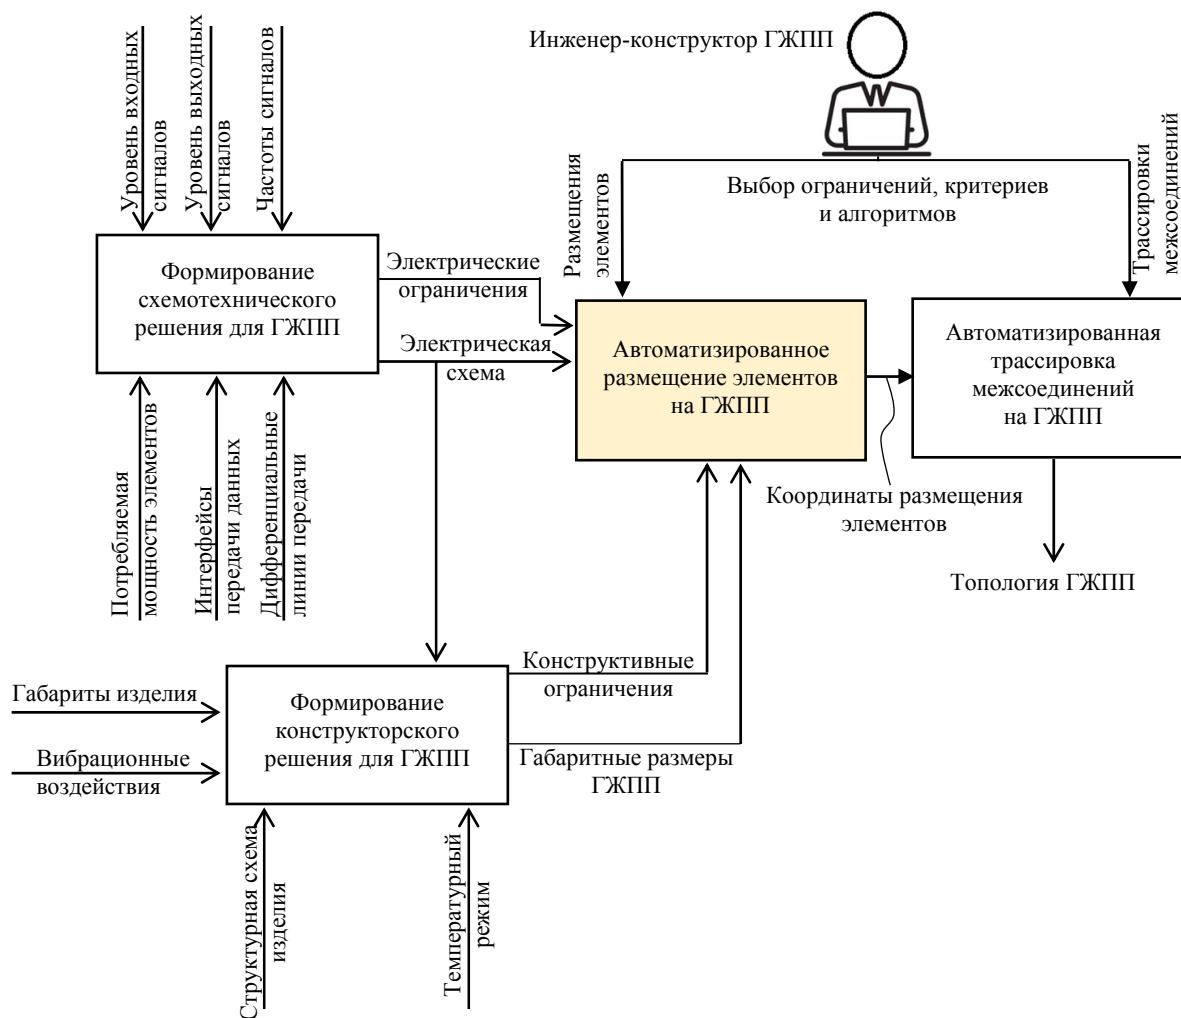 Инженер-конструктор ГЖПП
Уровень входных
сигналов
Уровень выходных
сигналов
Частоты сигналов
Размещения
элементов
Выбор ограничений, критериев
и алгоритмов
Трассировки
межсоединений
Формирование
схемотехнического
решения для ГЖПП
Электрические
ограничения
Электрическая
схема
Автоматизированное
размещение элементов
на ГЖПП
Автоматизированная
трассировка
межсоединений
на ГЖПП
Потребляемая
мощность элементов
Интерфейсы
передачи данных
Дифференциальные
линии передачи
Координаты размещения
элементов
Топология ГЖПП
Габариты изделия
Вибрационные
воздействия
Формирование
конструкторского
решения для ГЖПП
Конструктивные
ограничения
Габаритные размеры
ГЖПП
Структурная схема
изделия
Температурный
режим